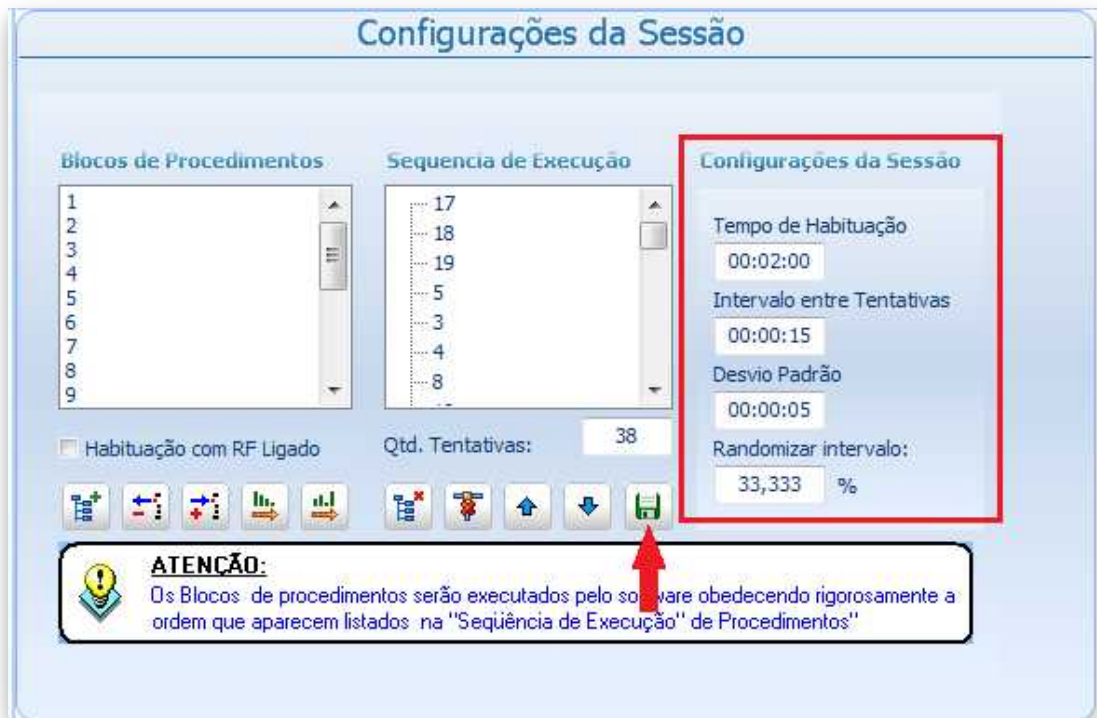 Configurações da Sessão
Blocos de Procedimentos
1
2
3
4
5
6
7
8
9
Habituação com RF Ligado
Sequencia de Execução
17
18
19
5
3
4
8
Qtd. Tentativas: 38
Configurações da Sessão
Tempo de Habituação
00:02:00
Intervalo entre Tentativas
00:00:15
Desvio Padrão
00:00:05
Randomizar intervalo:
33,333 %
ATENÇÃO:
Os Blocos de procedimentos serão executados pelo software obedecendo rigorosamente a
ordem que aparecem listados na "Seqüência de Execução" de Procedimentos"